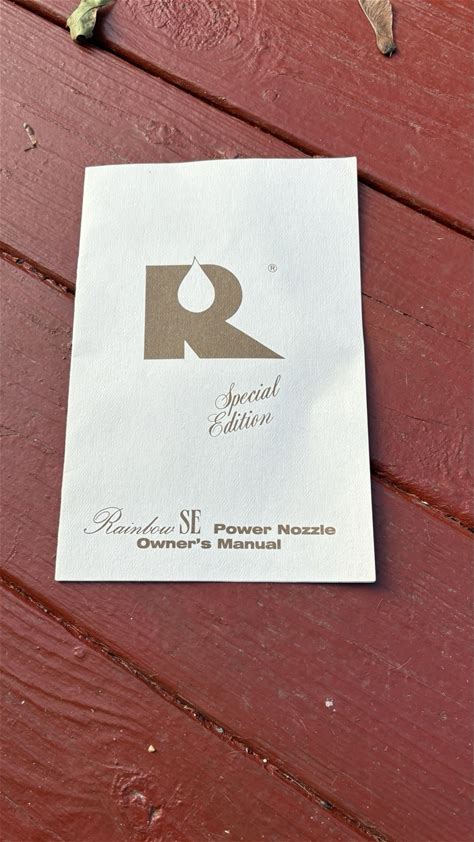 R ®
Special
Edition
Rainbow SE Power Nozzle
Owner's Manual